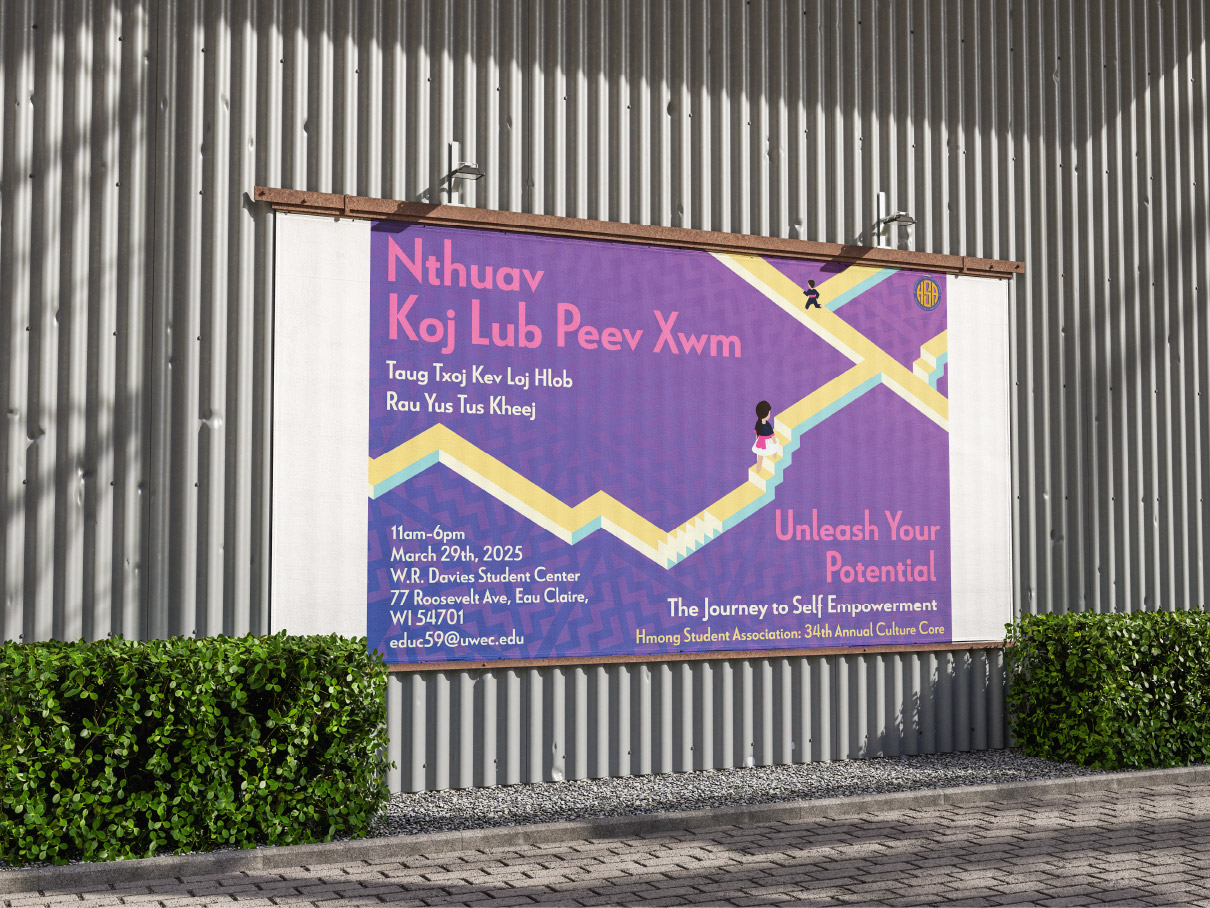 Nthuav
Koj Lub Peev Xwm
Taug Txoj Kev Loj Hlob
Rau Yus Tus Kheej
HSA
11am-6pm
March 29th, 2025
W.R. Davies Student Center
77 Roosevelt Ave, Eau Claire,
WI 54701
educ59@uwec.edu
Unleash Your
Potential
The Journey to Self Empowerment
Hmong Student Association: 34th Annual Culture Core